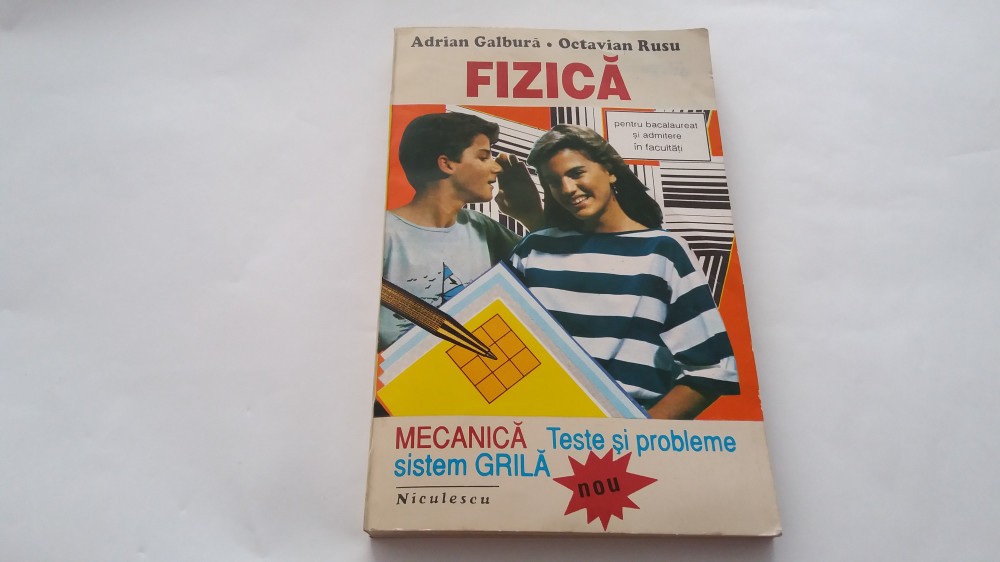 Adrian Galbură • Octavian Rusu
FIZICĂ
pentru bacalaureat
și admitere
în facultăți
MECANICĂ Teste și probleme
sistem GRILĂ
nou
Niculescu